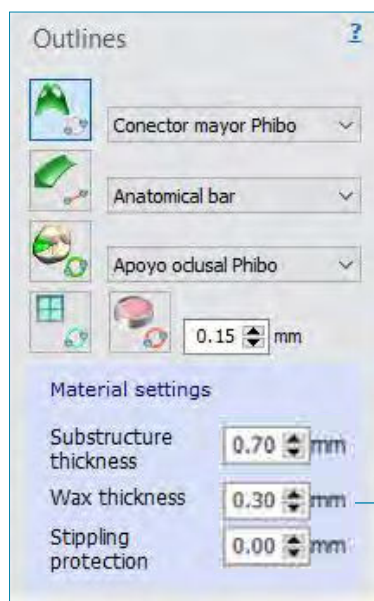 Outlines ?
Conector mayor Phibo
Anatomical bar
Apoyo oclusal Phibo
0.15 mm
Material settings
Substructure 0.70 mm
thickness
Wax thickness 0.30 mm
Stippling 0.00 mm
protection